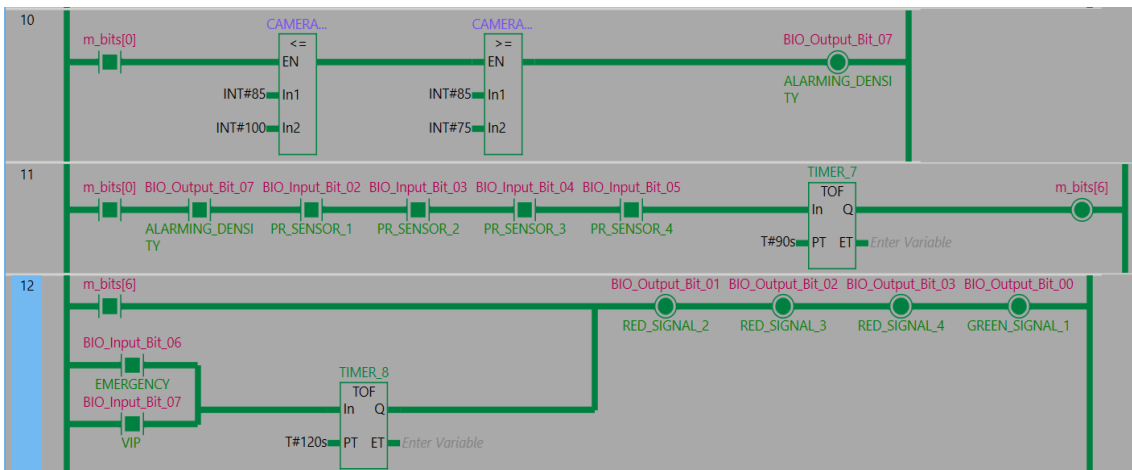 10
CAMERA... CAMERA...
m_bits[0] <= >= BIO_Output_Bit_07
EN EN
ALARMING_DENSI
TY
INT#85 In1 INT#85 In1
INT#100 In2 INT#75 In2
11
TIMER_7
m_bits[0] BIO_Output_Bit_07 BIO_Input_Bit_02 BIO_Input_Bit_03 BIO_Input_Bit_04 BIO_Input_Bit_05 TOF m_bits[6]
In Q
ALARMING_DENSI PR_SENSOR_1 PR_SENSOR_2 PR_SENSOR_3 PR_SENSOR_4
TY
T#90s PT ET Enter Variable
12
m_bits[6] BIO_Output_Bit_01 BIO_Output_Bit_02 BIO_Output_Bit_03 BIO_Output_Bit_00
RED_SIGNAL_2 RED_SIGNAL_3 RED_SIGNAL_4 GREEN_SIGNAL_1
BIO_Input_Bit_06
EMERGENCY
TIMER_8
TOF
BIO_Input_Bit_07
In Q
VIP
T#120s PT ET Enter Variable